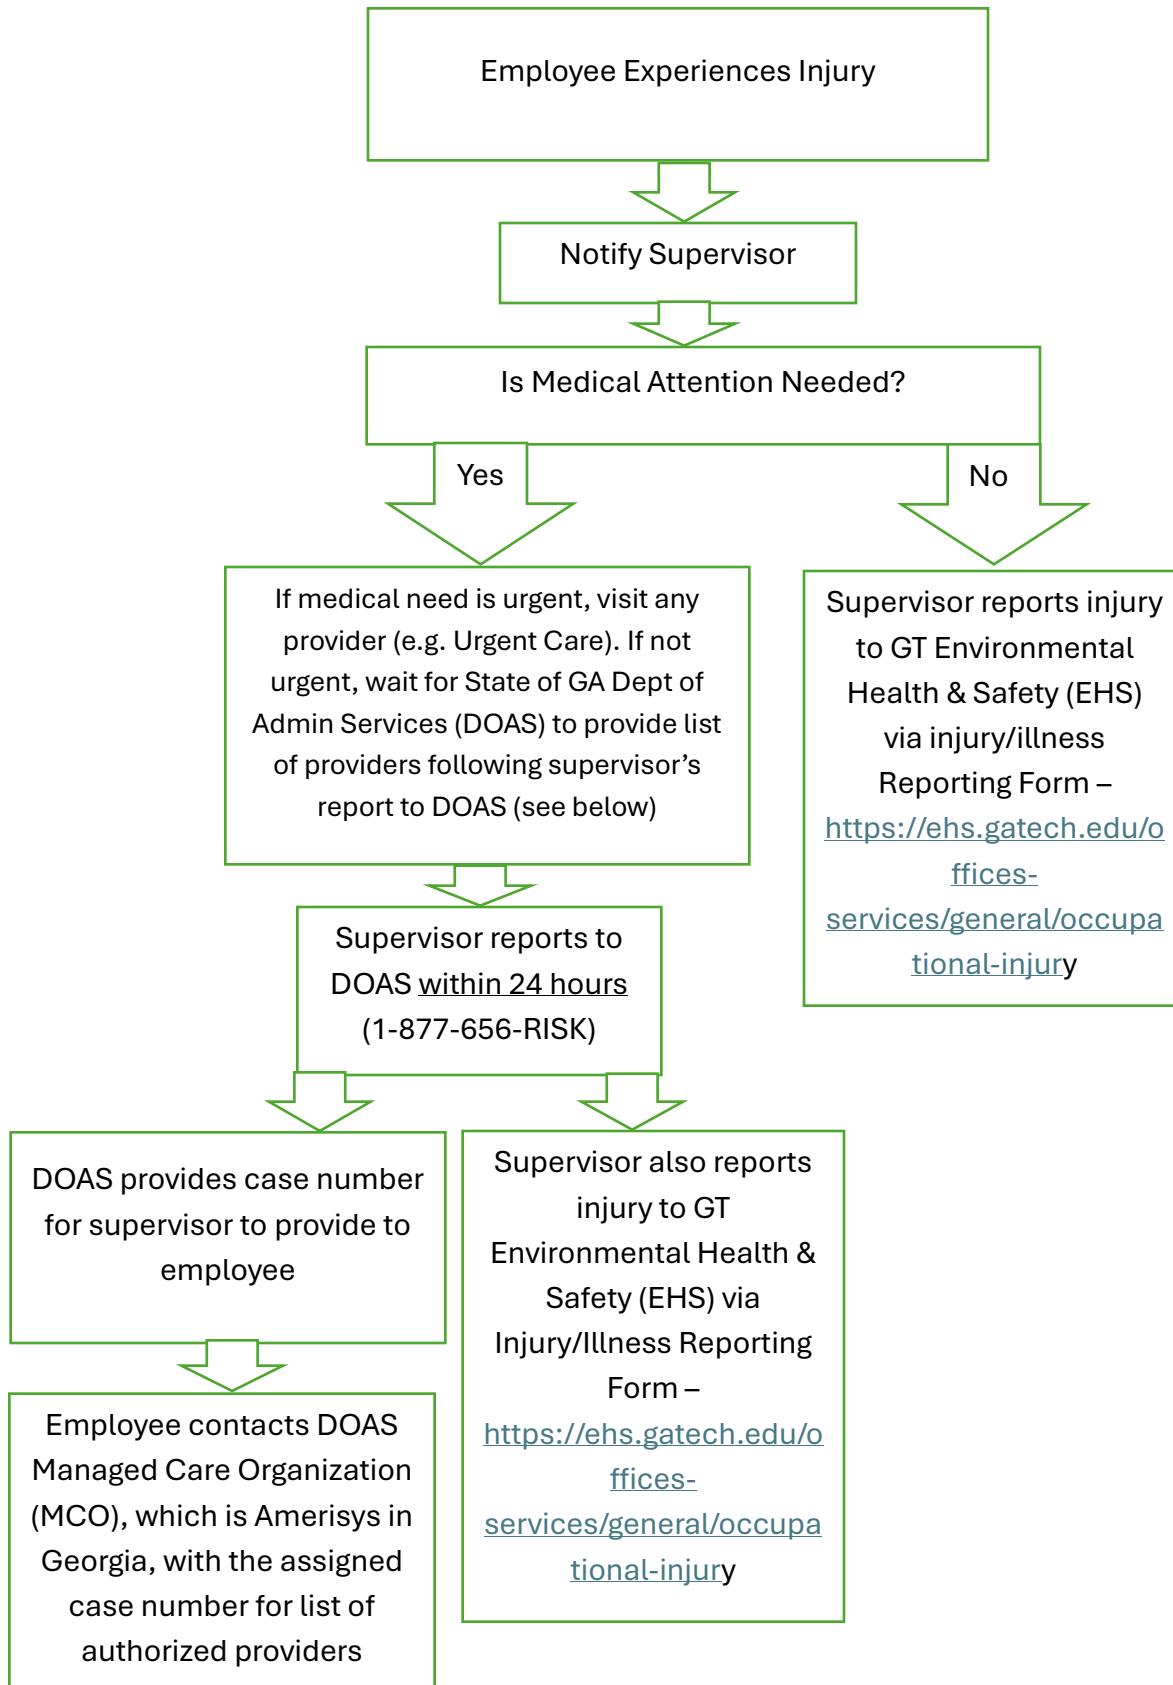 Employee Experiences Injury
Notify Supervisor
Is Medical Attention Needed?
Yes
No
If medical need is urgent, visit any
provider (e.g. Urgent Care). If not
urgent, wait for State of GA Dept of
Admin Services (DOAS) to provide list
of providers following supervisor’s
report to DOAS (see below)
Supervisor reports injury
to GT Environmental
Health & Safety (EHS)
via injury/illness
Reporting Form –
https://ehs.gatech.edu/o
ffices-
services/general/occupa
tional-injury
Supervisor reports to
DOAS within 24 hours
(1-877-656-RISK)
DOAS provides case number
for supervisor to provide to
employee
Supervisor also reports
injury to GT
Environmental Health &
Safety (EHS) via
Injury/Illness Reporting
Form –
https://ehs.gatech.edu/o
ffices-
services/general/occupa
tional-injury
Employee contacts DOAS
Managed Care Organization
(MCO), which is Amerisys in
Georgia, with the assigned
case number for list of
authorized providers